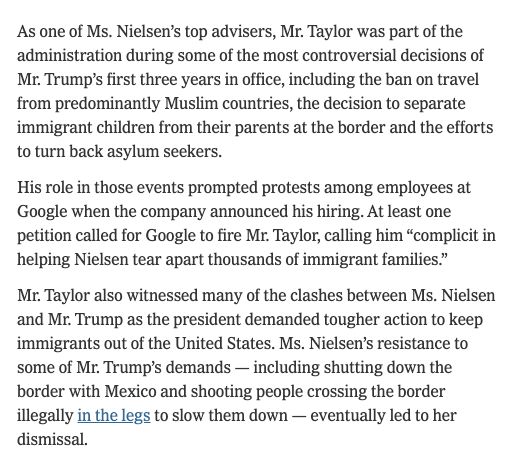 As one of Ms. Nielsen’s top advisers, Mr. Taylor was part of the
administration during some of the most controversial decisions of
Mr. Trump’s first three years in office, including the ban on travel
from predominantly Muslim countries, the decision to separate
immigrant children from their parents at the border and the efforts
to turn back asylum seekers.
His role in those events prompted protests among employees at
Google when the company announced his hiring. At least one
petition called for Google to fire Mr. Taylor, calling him “complicit in
helping Nielsen tear apart thousands of immigrant families.”
Mr. Taylor also witnessed many of the clashes between Ms. Nielsen
and Mr. Trump as the president demanded tougher action to keep
immigrants out of the United States. Ms. Nielsen’s resistance to
some of Mr. Trump’s demands — including shutting down the
border with Mexico and shooting people crossing the border
illegally in the legs to slow them down — eventually led to her
dismissal.